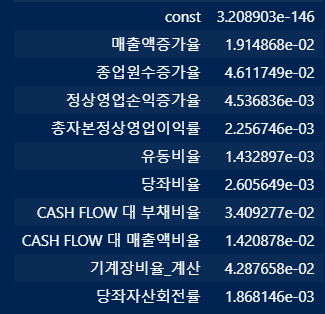 const 3.208903e-146
매출액증가율 1.914868e-02
종업원수증가율 4.611749e-02
정상영업손익증가율 4.536836e-03
총자본정상영업이익률 2.256746e-03
유동비율 1.432897e-03
당좌비율 2.605649e-03
CASH FLOW 대 부채비율 3.409277e-02
CASH FLOW 대 매출액비율 1.420878e-02
기계장비율_계산 4.287658e-02
당좌자산회전률 1.868146e-03